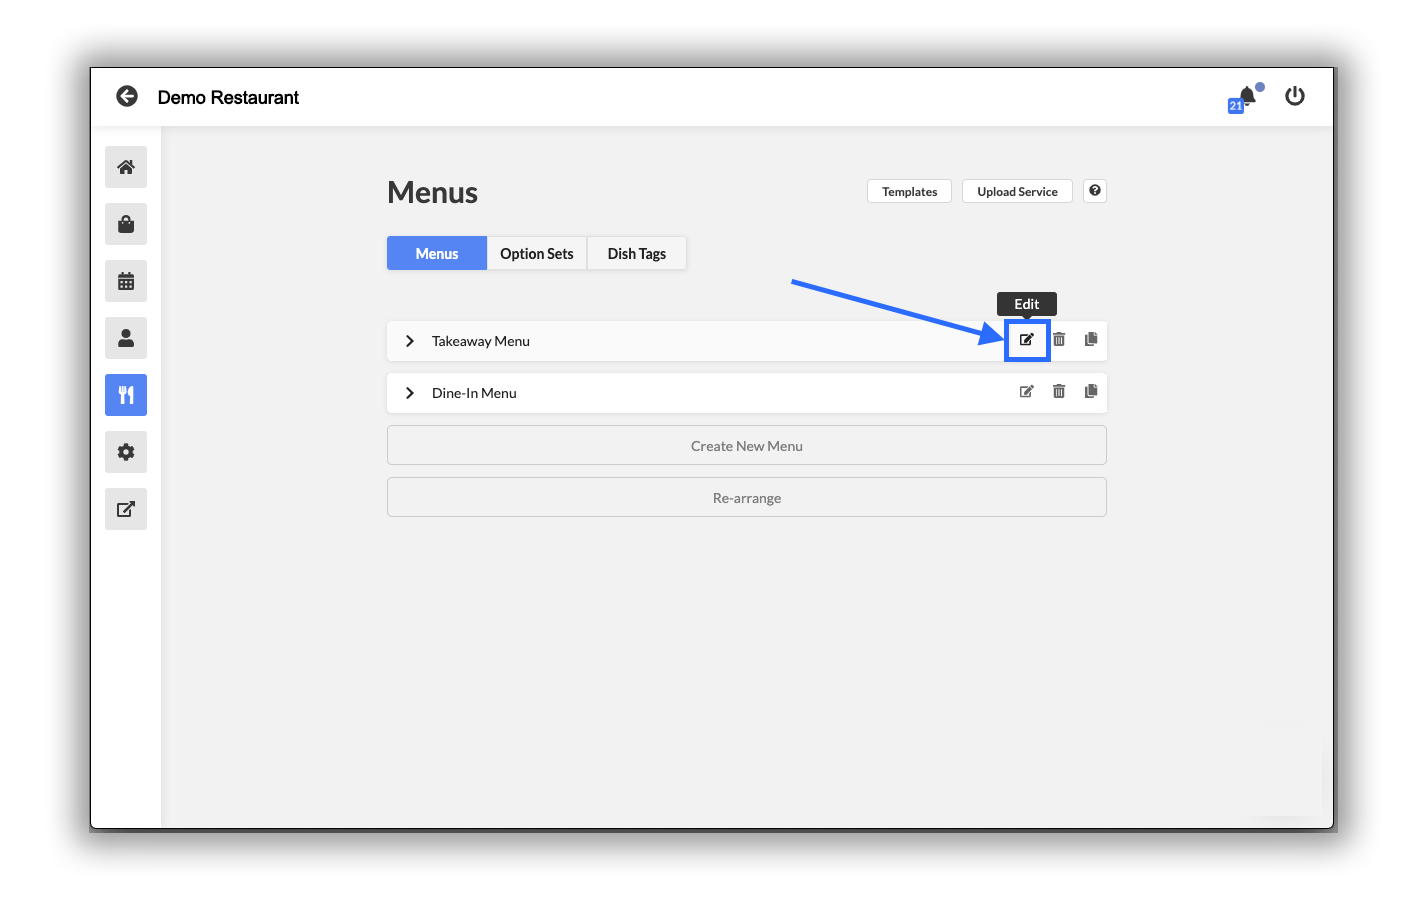 Demo Restaurant
21
Menus
Templates
Upload Service
?
Menus
Option Sets
Dish Tags
Edit
Takeaway Menu
Dine-In Menu
Create New Menu
Re-arrange